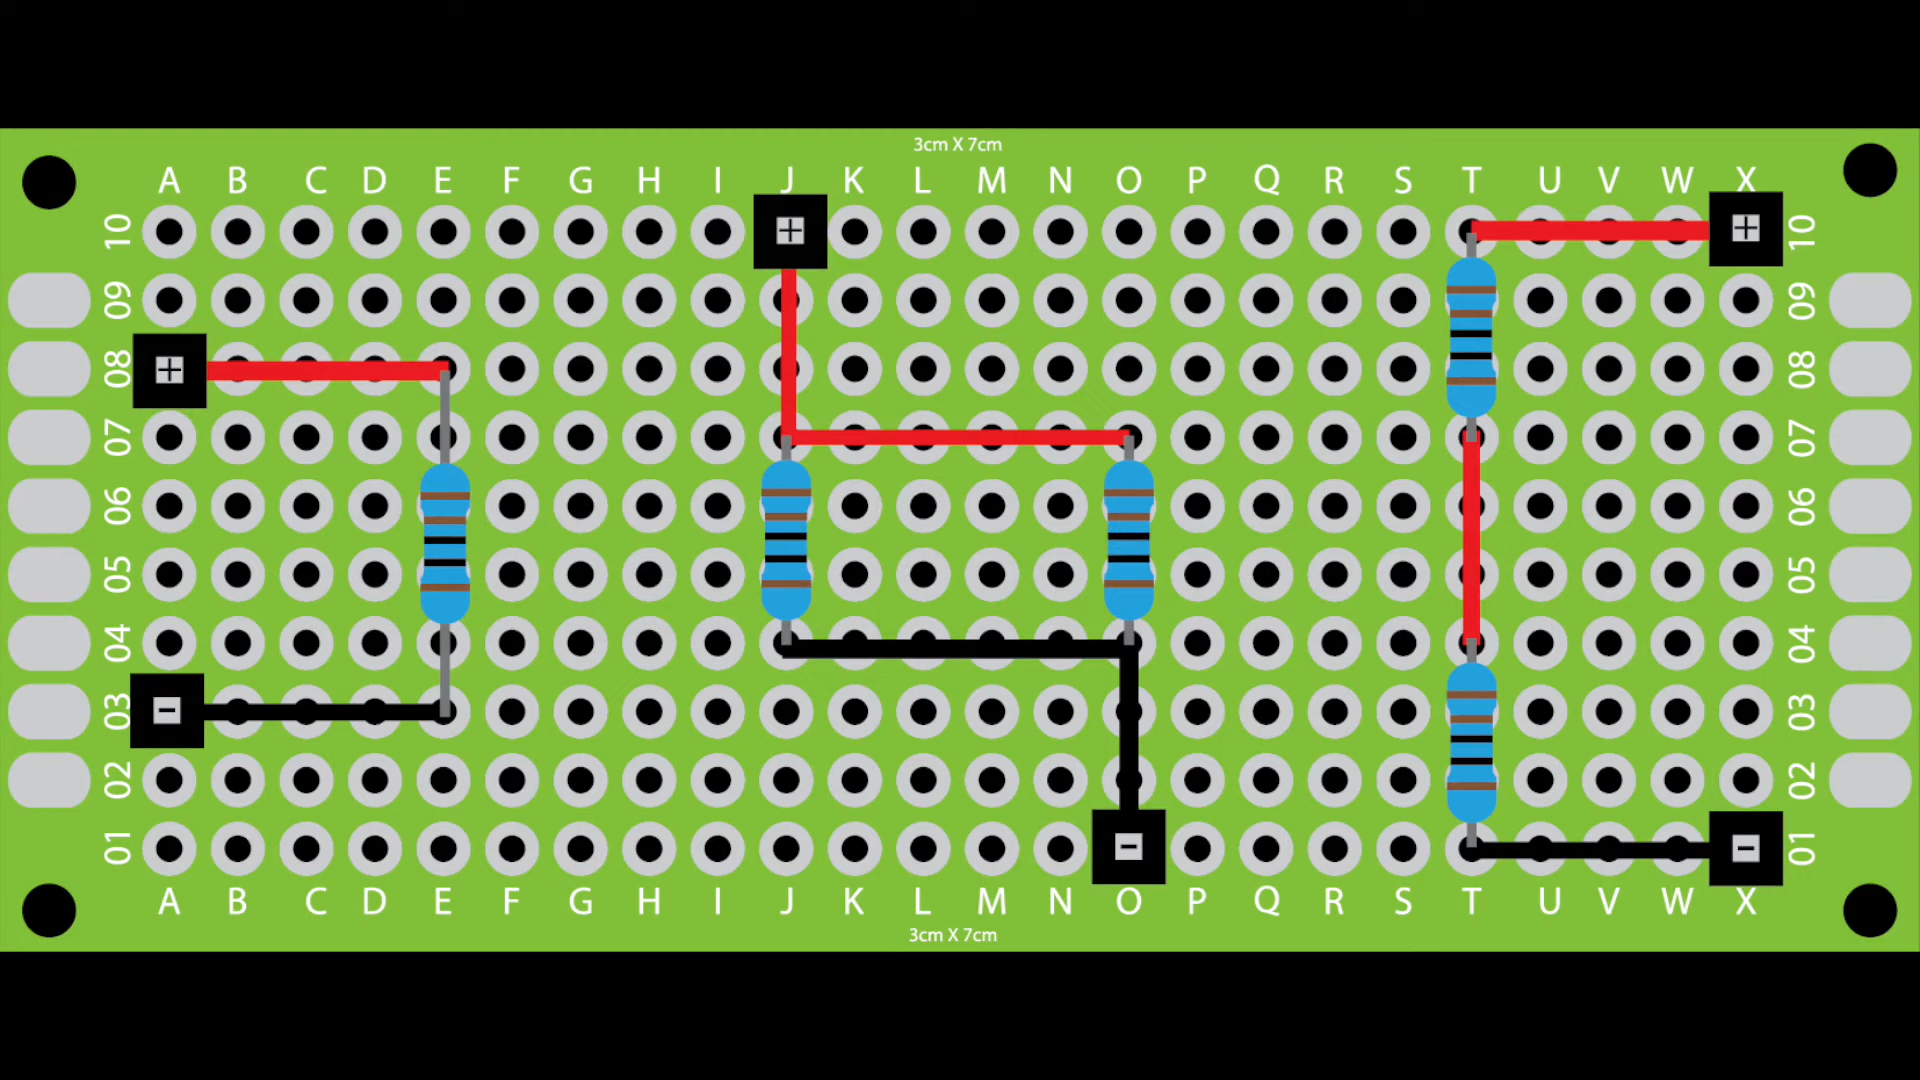 3cm X 7cm
A B C D E F G H I J K L M N O P Q R S T U V W X
10 + + 10
09 09
08 + 08
07 07
06 06
05 05
04 04
03 - 03
02 02
01 - - 01
A B C D E F G H I J K L M N O P Q R S T U V W X
3cm X 7cm